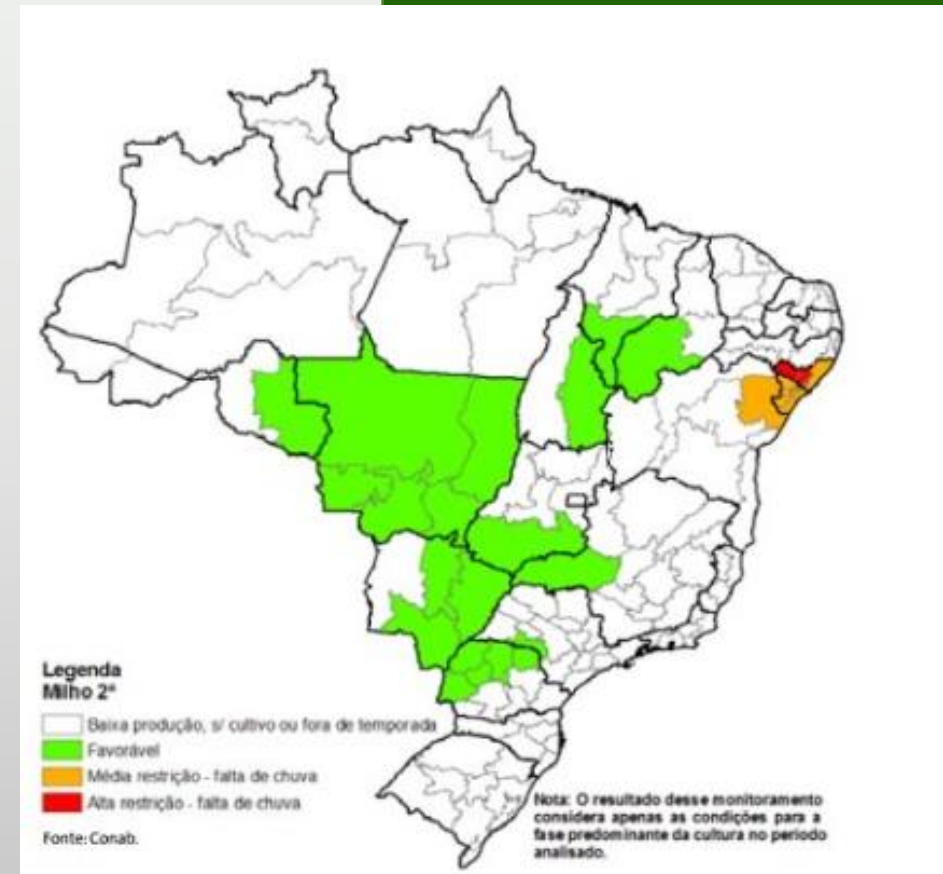 Legenda
Milho 2ª
Baixa produção, s/ cultivo ou fora de temporada
Favorável
Média restrição - falta de chuva
Alta restrição - falta de chuva
Fonte: Conab.
Nota: O resultado desse monitoramento
considera apenas as condições para a
fase predominante da cultura no período
analisado.